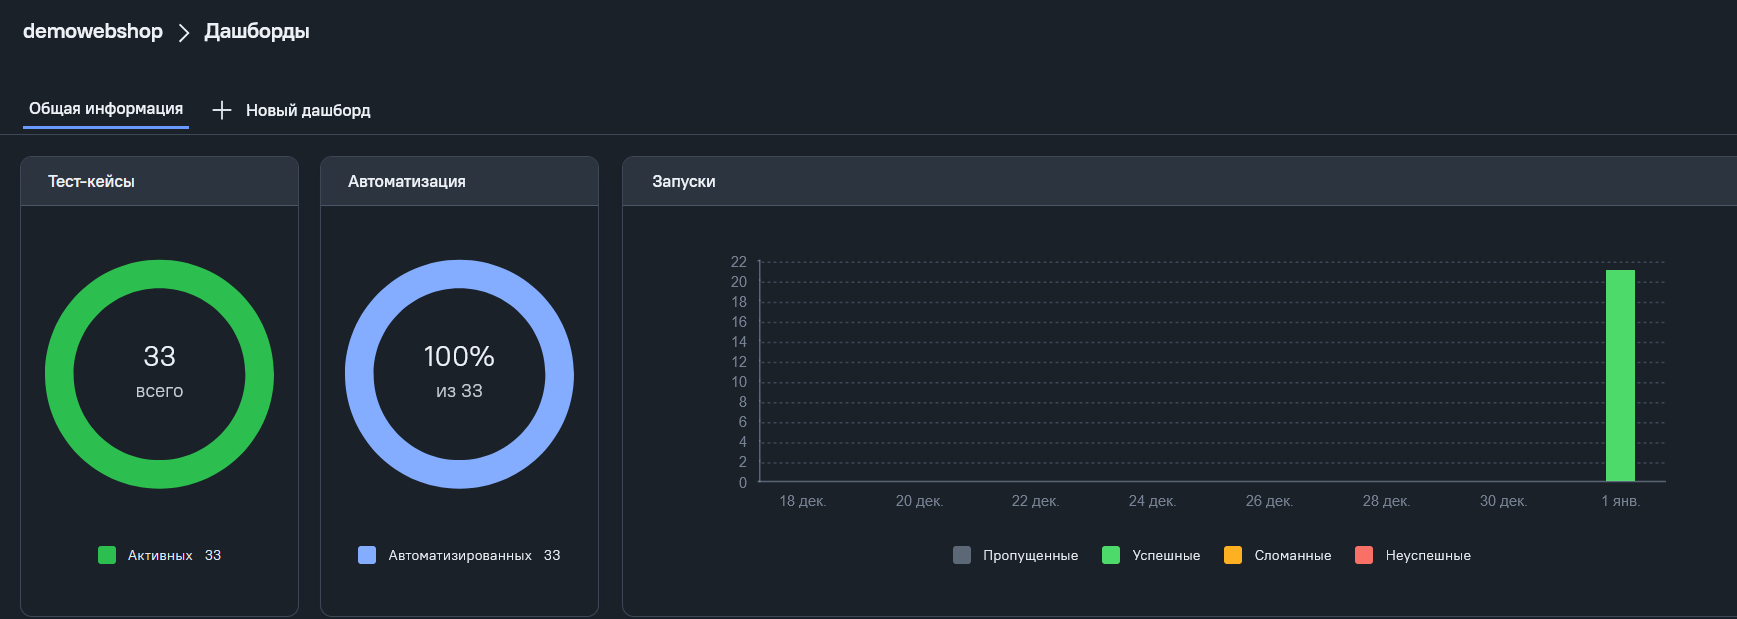 demowebshop > Дашборды
Общая информация + Новый дашборд
Тест-кейсы
33
всего
Активных 33
Автоматизация
100%
из 33
Автоматизированных 33
Запуски
22
20
18
16
14
12
10
8
6
4
2
0
18 дек. 20 дек. 22 дек. 24 дек. 26 дек. 28 дек. 30 дек. 1 янв.
Пропущенные Успешные Сломанные Неуспешные